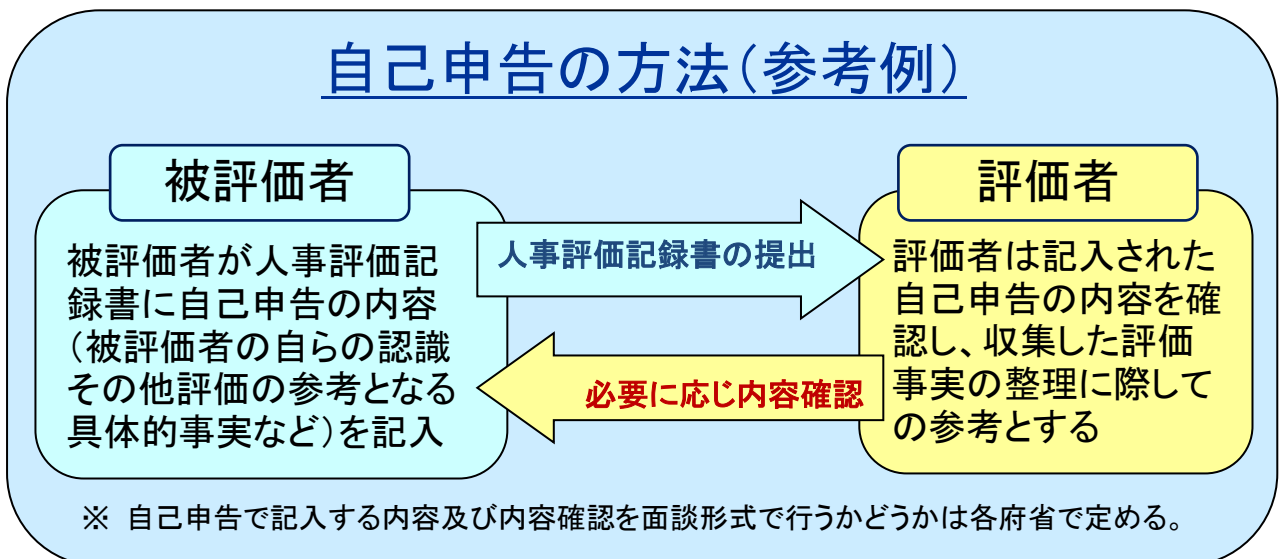 自己申告の方法(参考例)
被評価者
被評価者が人事評価記
録書に自己申告の内容
(被評価者の自らの認識
その他評価の参考となる
具体的事実など)を記入
人事評価記録書の提出
必要に応じ内容確認
評価者
評価者は記入された
自己申告の内容を確
認し、収集した評価
事実の整理に際して
の参考とする
※ 自己申告で記入する内容及び内容確認を面談形式で行うかどうかは各府省で定める。